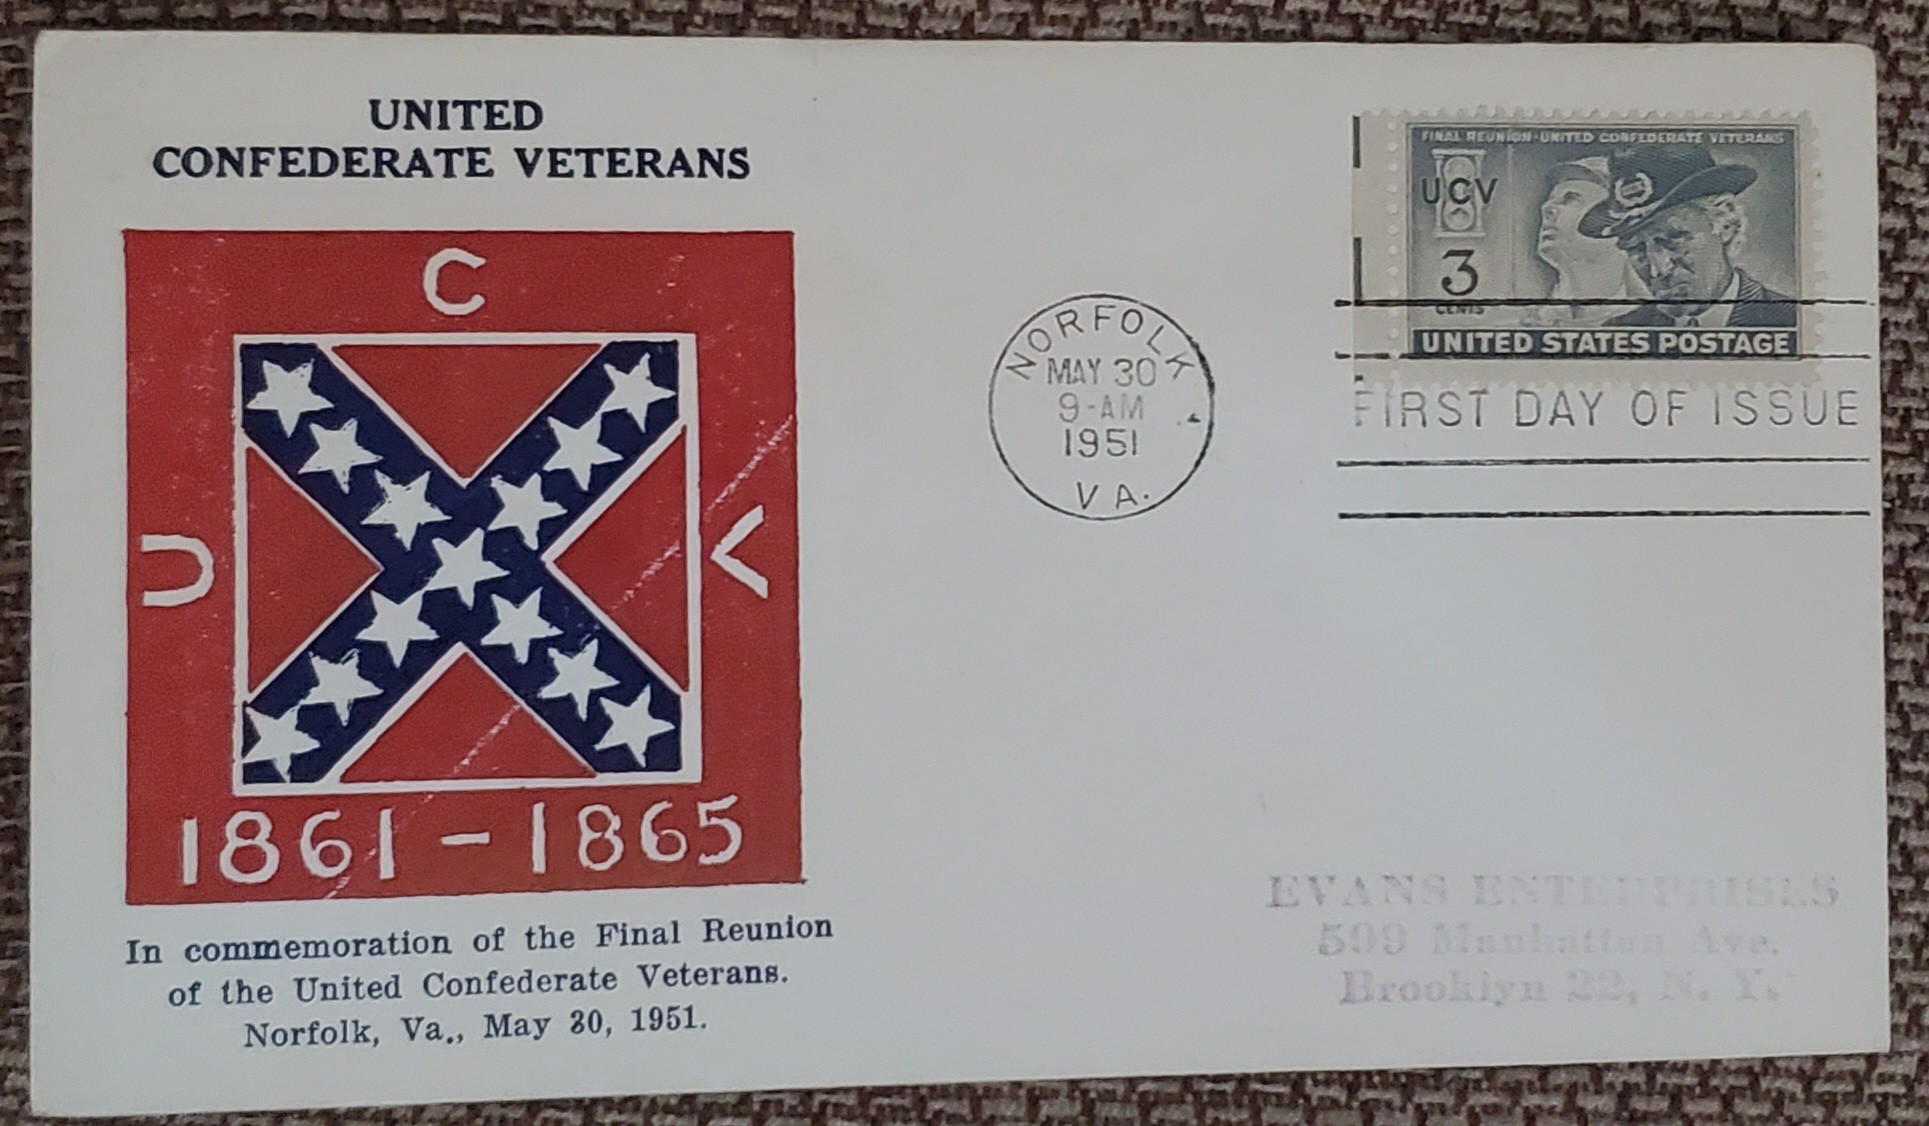 UNITED
CONFEDERATE VETERANS
C
U
V
1861 - 1865
In commemoration of the Final Reunion
of the United Confederate Veterans.
Norfolk, Va., May 30, 1951.
NORFOLK
MAY 30
9-AM
1951
VA.
FINAL REUNION-UNITED CONFEDERATE VETERANS
UCV
3
CENTS
UNITED STATES POSTAGE
FIRST DAY OF ISSUE
EVANS ENTERPRISES
599 Manhattan Ave.
Brooklyn 22, N. Y.